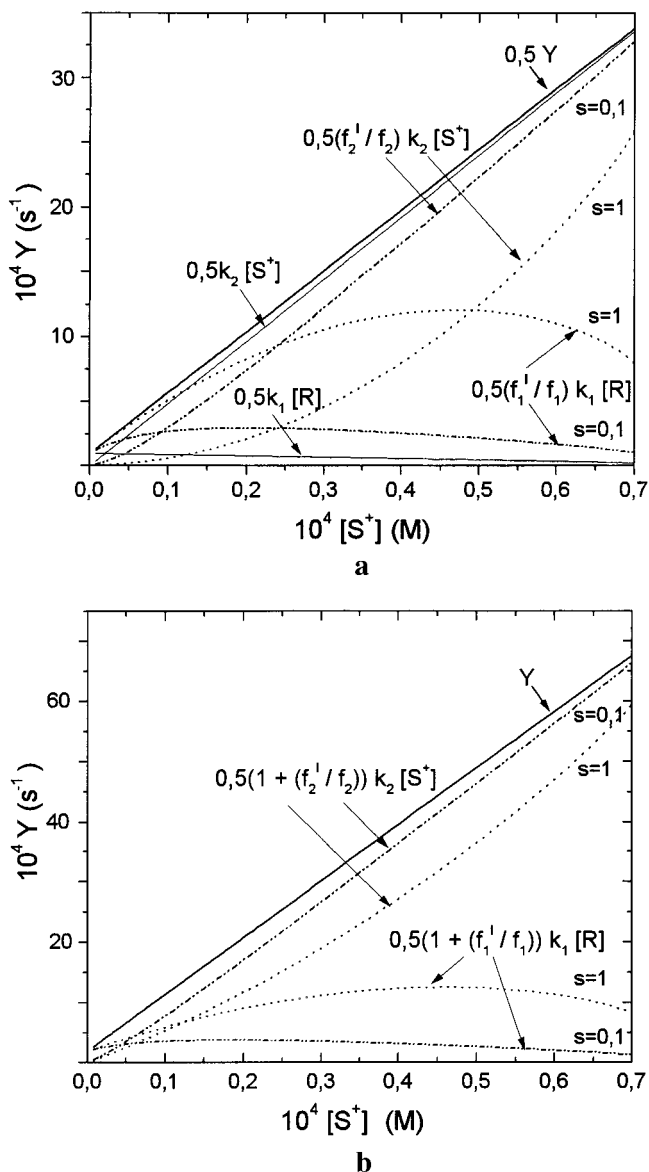 30
20
10
0
10⁴ Y (s⁻¹)
0,5 Y
s=0,1
0,5(f₂ᴵ / f₂) k₂ [S⁺]
s=1
0,5k₂ [S⁺]
s=1
0,5k₁ [R]
0,5(f₁ᴵ / f₁) k₁ [R]
s=0,1
0,0 0,1 0,2 0,3 0,4 0,5 0,6 0,7
10⁴ [S⁺] (M)
a
60
40
20
10⁴ Y (s⁻¹)
Y
s=0,1
0,5(1 + (f₂ᴵ / f₂)) k₂ [S⁺]
s=1
0,5(1 + (f₁ᴵ / f₁)) k₁ [R]
s=1
s=0,1
0,0 0,1 0,2 0,3 0,4 0,5 0,6 0,7
10⁴ [S⁺] (M)
b